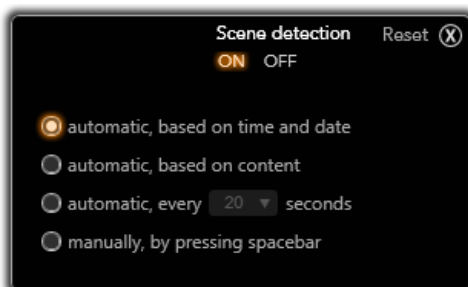 Scene detection Reset X
ON OFF
automatic, based on time and date
automatic, based on content
automatic, every 20 seconds
manually, by pressing spacebar